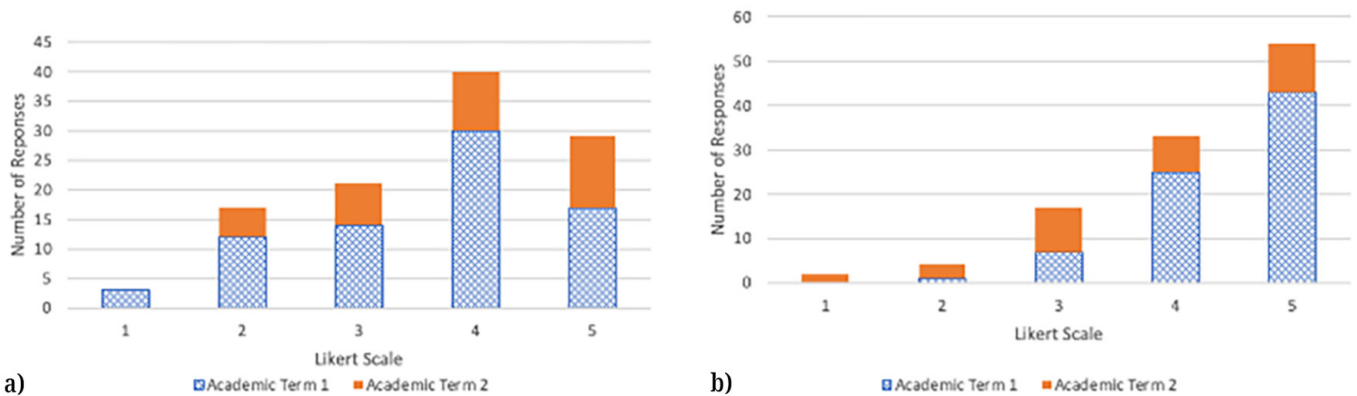 Number of Reponses
45
40
35
30
25
20
15
10
5
0
1 2 3 4 5
Likert Scale
Academic Term 1 Academic Term 2
a)
Number of Responses
60
50
40
30
20
10
0
1 2 3 4 5
Likert Scale
Academic Term 1 Academic Term 2
b)